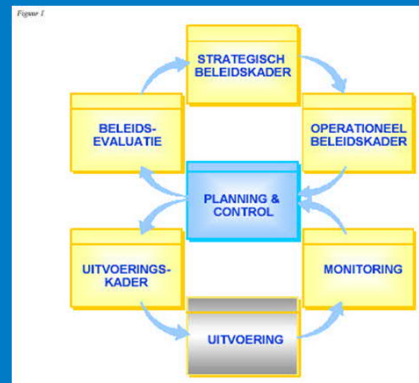 Figuur 1
STRATEGISCH
BELEIDSKADER
BELEIDS-
EVALUATIE
OPERATIONEEL
BELEIDSKADER
PLANNING &
CONTROL
UITVOERINGS-
KADER
MONITORING
UITVOERING